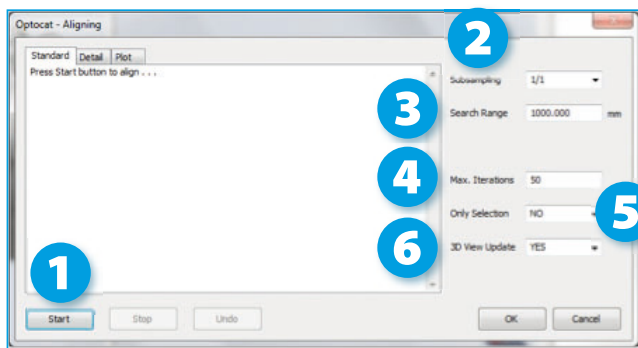 Optocat - Aligning
2
Standard Detail Plot
Press Start button to align . . .
Subsampling 1/1
3
Search Range 1000.000 mm
4
Max. Iterations 50
5
Only Selection NO
6
3D View Update YES
1
Start Stop Undo OK Cancel